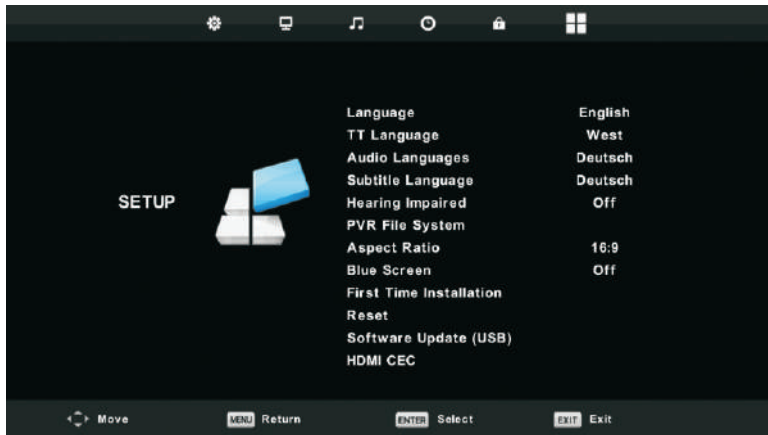 SETUP
Language English
TT Language West
Audio Languages Deutsch
Subtitle Language Deutsch
Hearing Impaired Off
PVR File System
Aspect Ratio 16:9
Blue Screen Off
First Time Installation
Reset
Software Update (USB)
HDMI CEC
Move MENU Return ENTER Select EXIT Exit